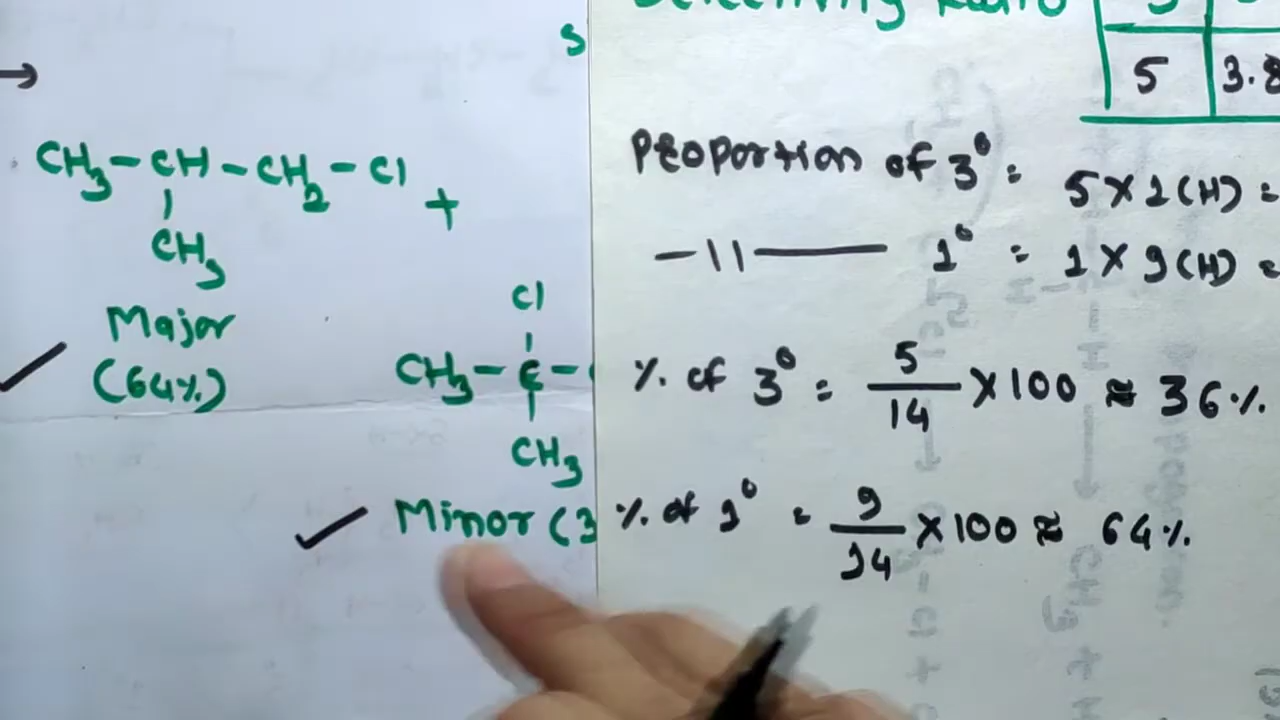 →
CH₃-CH-CH₂-Cl +
CH₃
Major
(64%)
Cl
CH₃-C-
CH₃
Minor (3
Selectivity Ratio
5 3.8
Proportion of 3° = 5×1(H) =
-11— 1° = 1×9(H) =
% of 3° = 5/14 ×100 ≈ 36%
% of 1° = 9/14 ×100 ≈ 64%